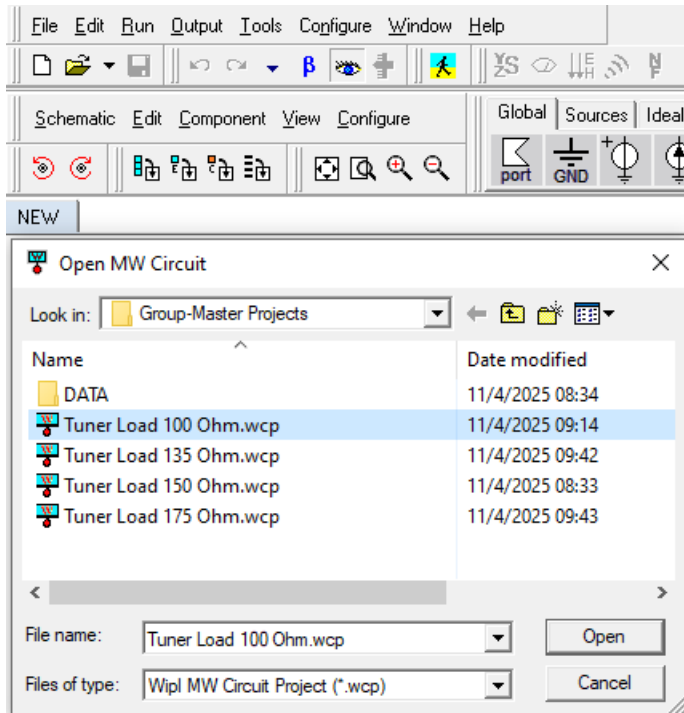 File Edit Run Output Tools Configure Window Help
β YS H N F
Schematic Edit Component View Configure
Global Sources Ideal
port GND
NEW
Open MW Circuit
Look in: Group-Master Projects
Name Date modified
DATA 11/4/2025 08:34
Tuner Load 100 Ohm.wcp 11/4/2025 09:14
Tuner Load 135 Ohm.wcp 11/4/2025 09:42
Tuner Load 150 Ohm.wcp 11/4/2025 08:33
Tuner Load 175 Ohm.wcp 11/4/2025 09:43
File name: Tuner Load 100 Ohm.wcp Open
Files of type: Wipl MW Circuit Project (*.wcp) Cancel